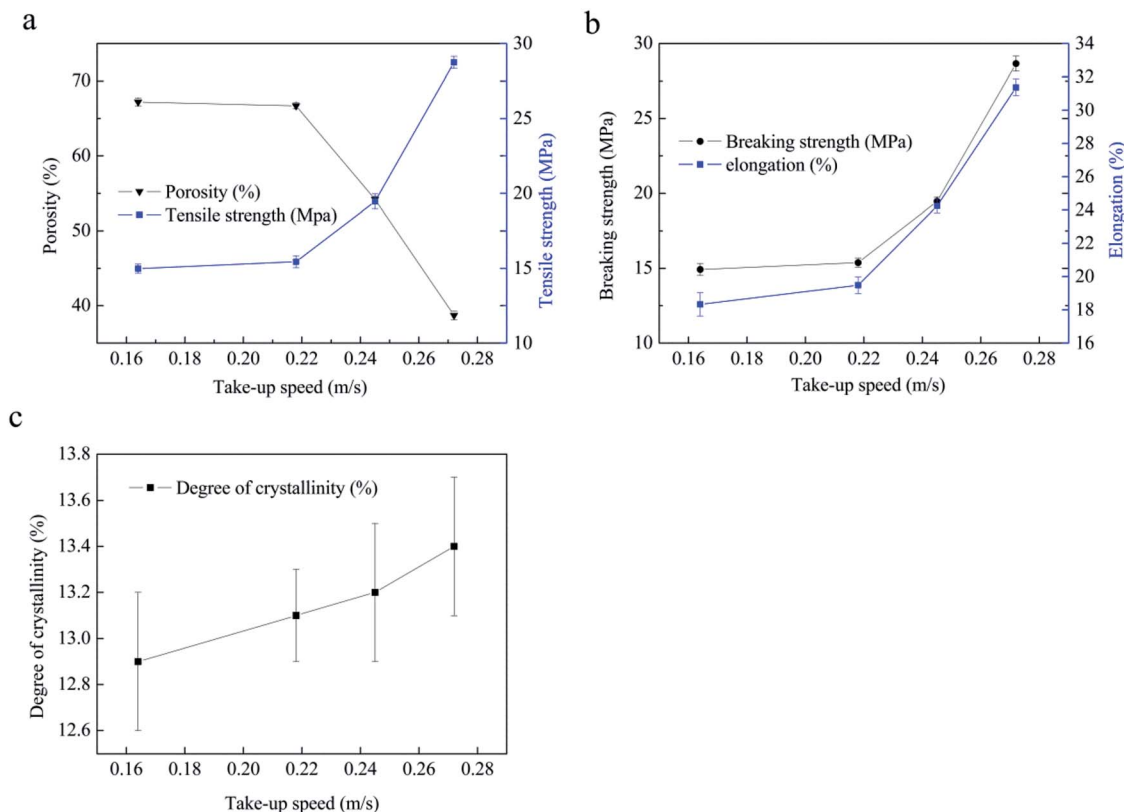 a
70
60
50
40
Porosity (%)
Porosity (%)
Tensile strength (Mpa)
30
25
20
15
10
Tensile strength (MPa)
0.16 0.18 0.20 0.22 0.24 0.26 0.28
Take-up speed (m/s)
b
30
25
20
15
10
Breaking strength (MPa)
Breaking strength (MPa)
elongation (%)
34
32
30
28
26
24
22
20
18
16
Elongation (%)
0.16 0.18 0.20 0.22 0.24 0.26 0.28
Take-up speed (m/s)
c
13.8
13.6
13.4
13.2
13.0
12.8
12.6
Degree of crystallinity (%)
Degree of crystallinity (%)
0.16 0.18 0.20 0.22 0.24 0.26 0.28
Take-up speed (m/s)